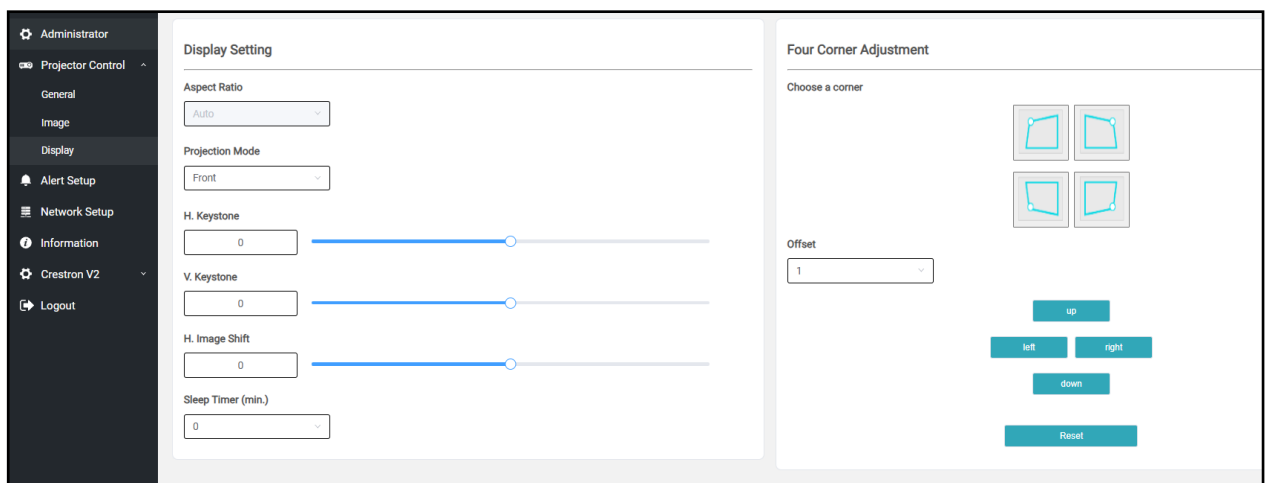 Administrator
Projector Control
General
Image
Display
Alert Setup
Network Setup
Information
Crestron V2
Logout
Display Setting
Aspect Ratio
Auto
Projection Mode
Front
H. Keystone
0
V. Keystone
0
H. Image Shift
0
Sleep Timer (min.)
0
Four Corner Adjustment
Choose a corner
Offset
1
up
left right
down
Reset